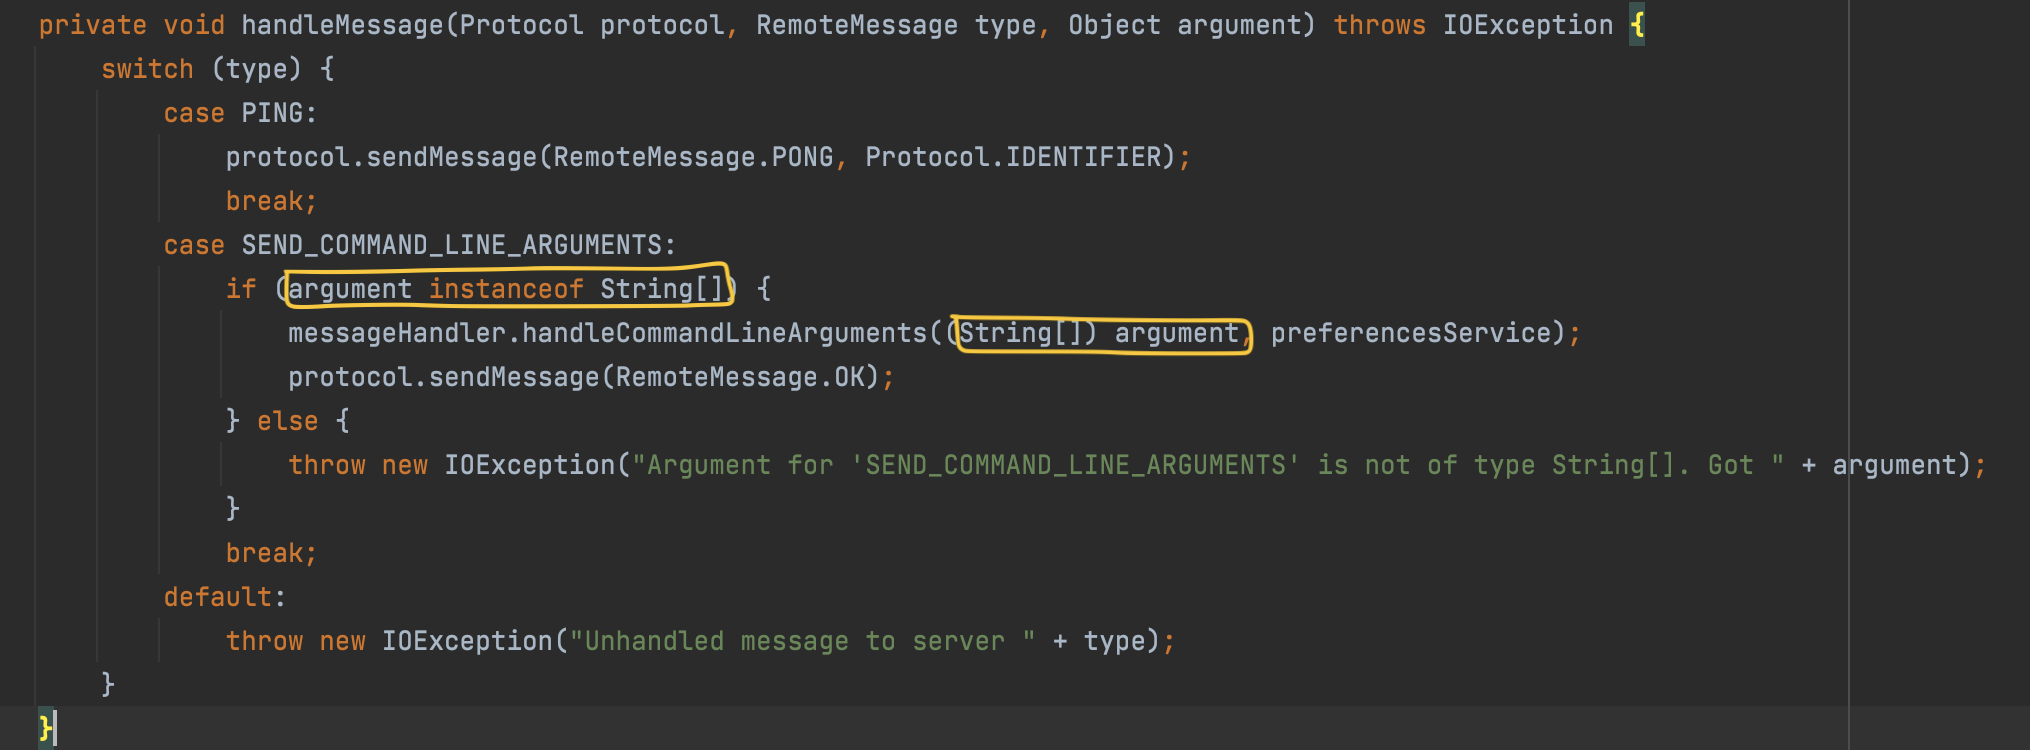 private void handleMessage(Protocol protocol, RemoteMessage type, Object argument) throws IOException {
switch (type) {
case PING:
protocol.sendMessage(RemoteMessage.PONG, Protocol.IDENTIFIER);
break;
case SEND_COMMAND_LINE_ARGUMENTS:
if (argument instanceof String[]) {
messageHandler.handleCommandLineArguments((String[]) argument, preferencesService);
protocol.sendMessage(RemoteMessage.OK);
} else {
throw new IOException("Argument for 'SEND_COMMAND_LINE_ARGUMENTS' is not of type String[]. Got " + argument);
}
break;
default:
throw new IOException("Unhandled message to server " + type);
}
}